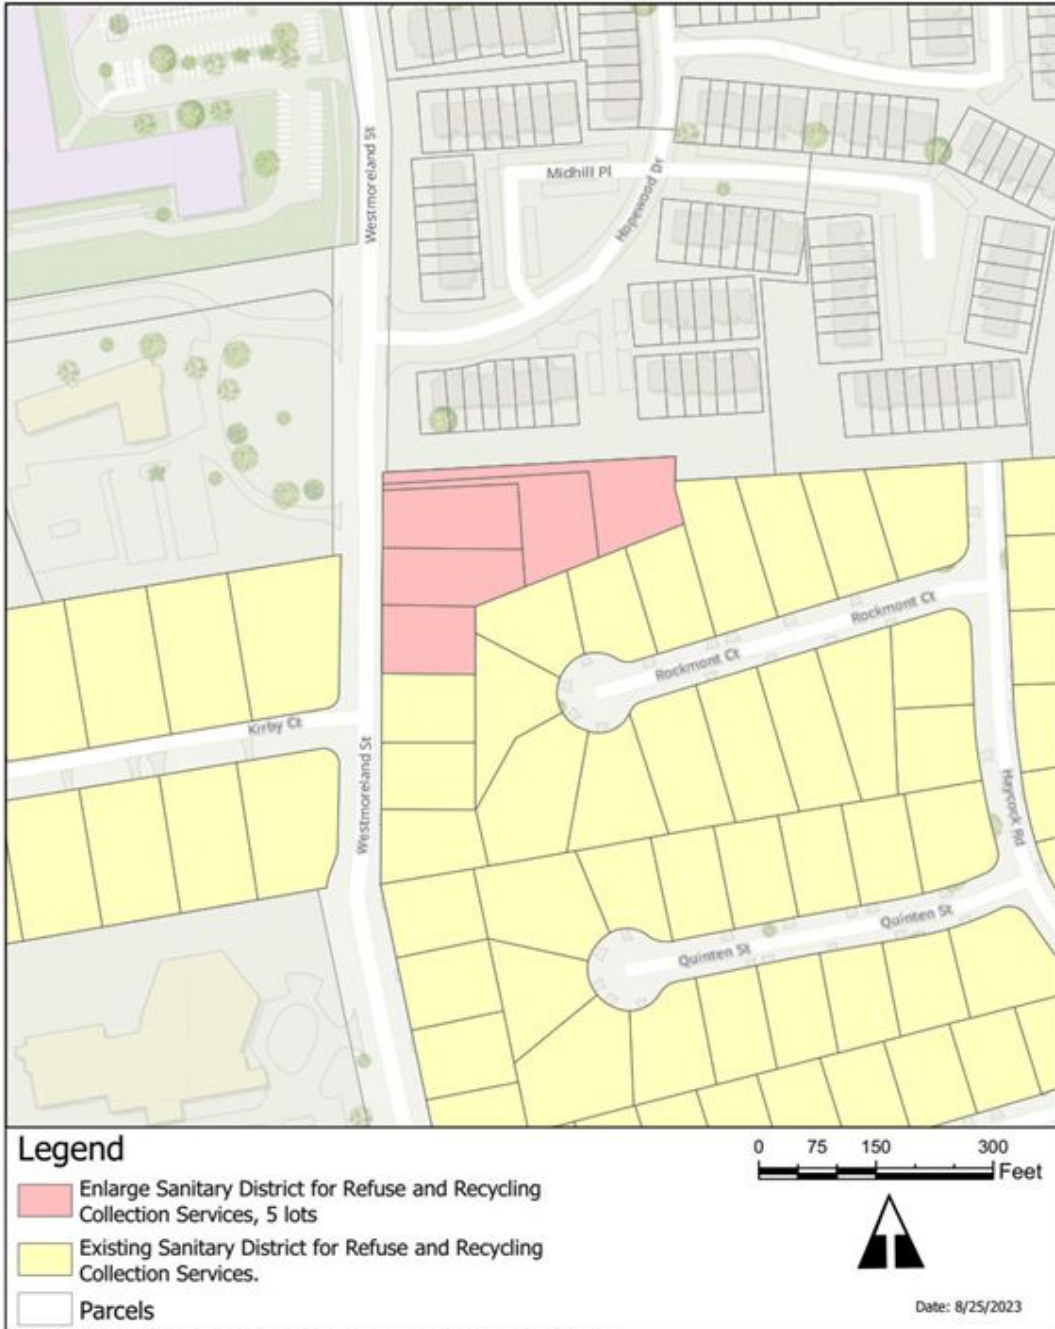 Westmoreland St
Midhill Pl
Hopewood Dr
Rockmont Ct
Rockmont Ct
Kirby Ct
Westmoreland St
Haycock Rd
Quinten St
Quinten St
Legend
Enlarge Sanitary District for Refuse and Recycling
Collection Services, 5 lots
Existing Sanitary District for Refuse and Recycling
Collection Services.
Parcels
0 75 150 300
Feet
Date: 8/25/2023